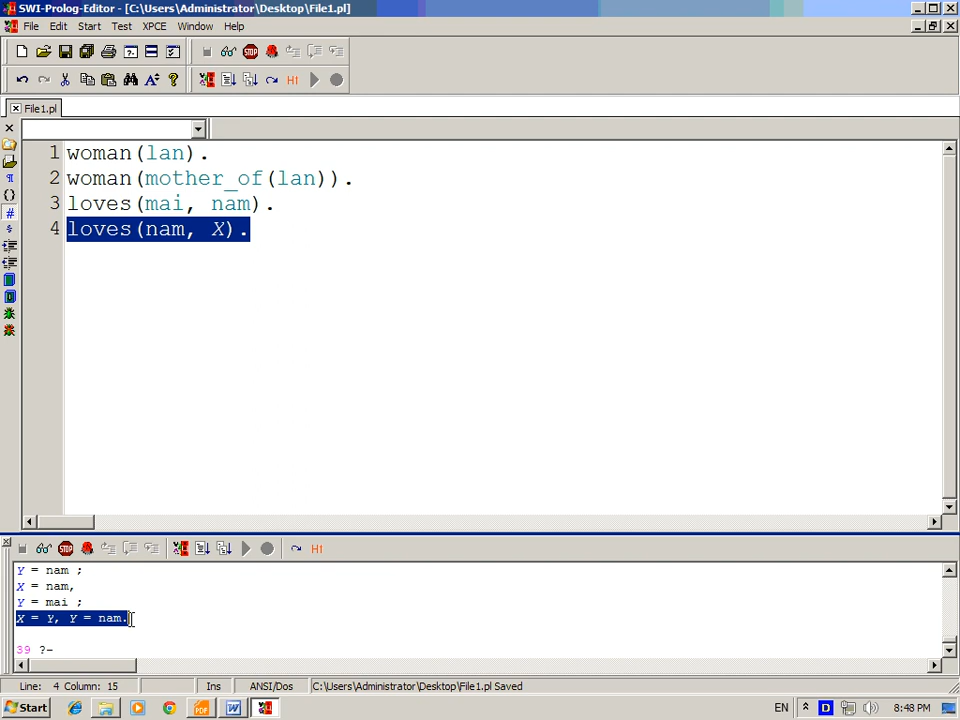 SWI-Prolog-Editor - [C:\Users\Administrator\Desktop\File1.pl]
File Edit Start Test XPCE Window Help
File1.pl
1 woman(lan).
2 woman(mother_of(lan)).
3 loves(mai, nam).
4 loves(nam, X).
Y = nam ;
X = nam,
Y = mai ;
X = Y, Y = nam.
39 ?-
Line: 4 Column: 15 Ins ANSI/Dos C:\Users\Administrator\Desktop\File1.pl Saved
Start EN 8:48 PM